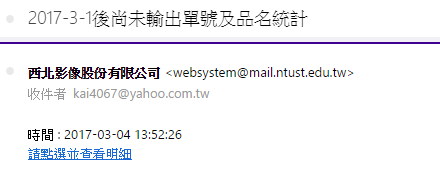 2017-3-1後尚未輸出單號及品名統計
西北影像股份有限公司 <websystem@mail.ntust.edu.tw>
收件者 kai4067@yahoo.com.tw
時間 : 2017-03-04 13:52:26
請點選並查看明細